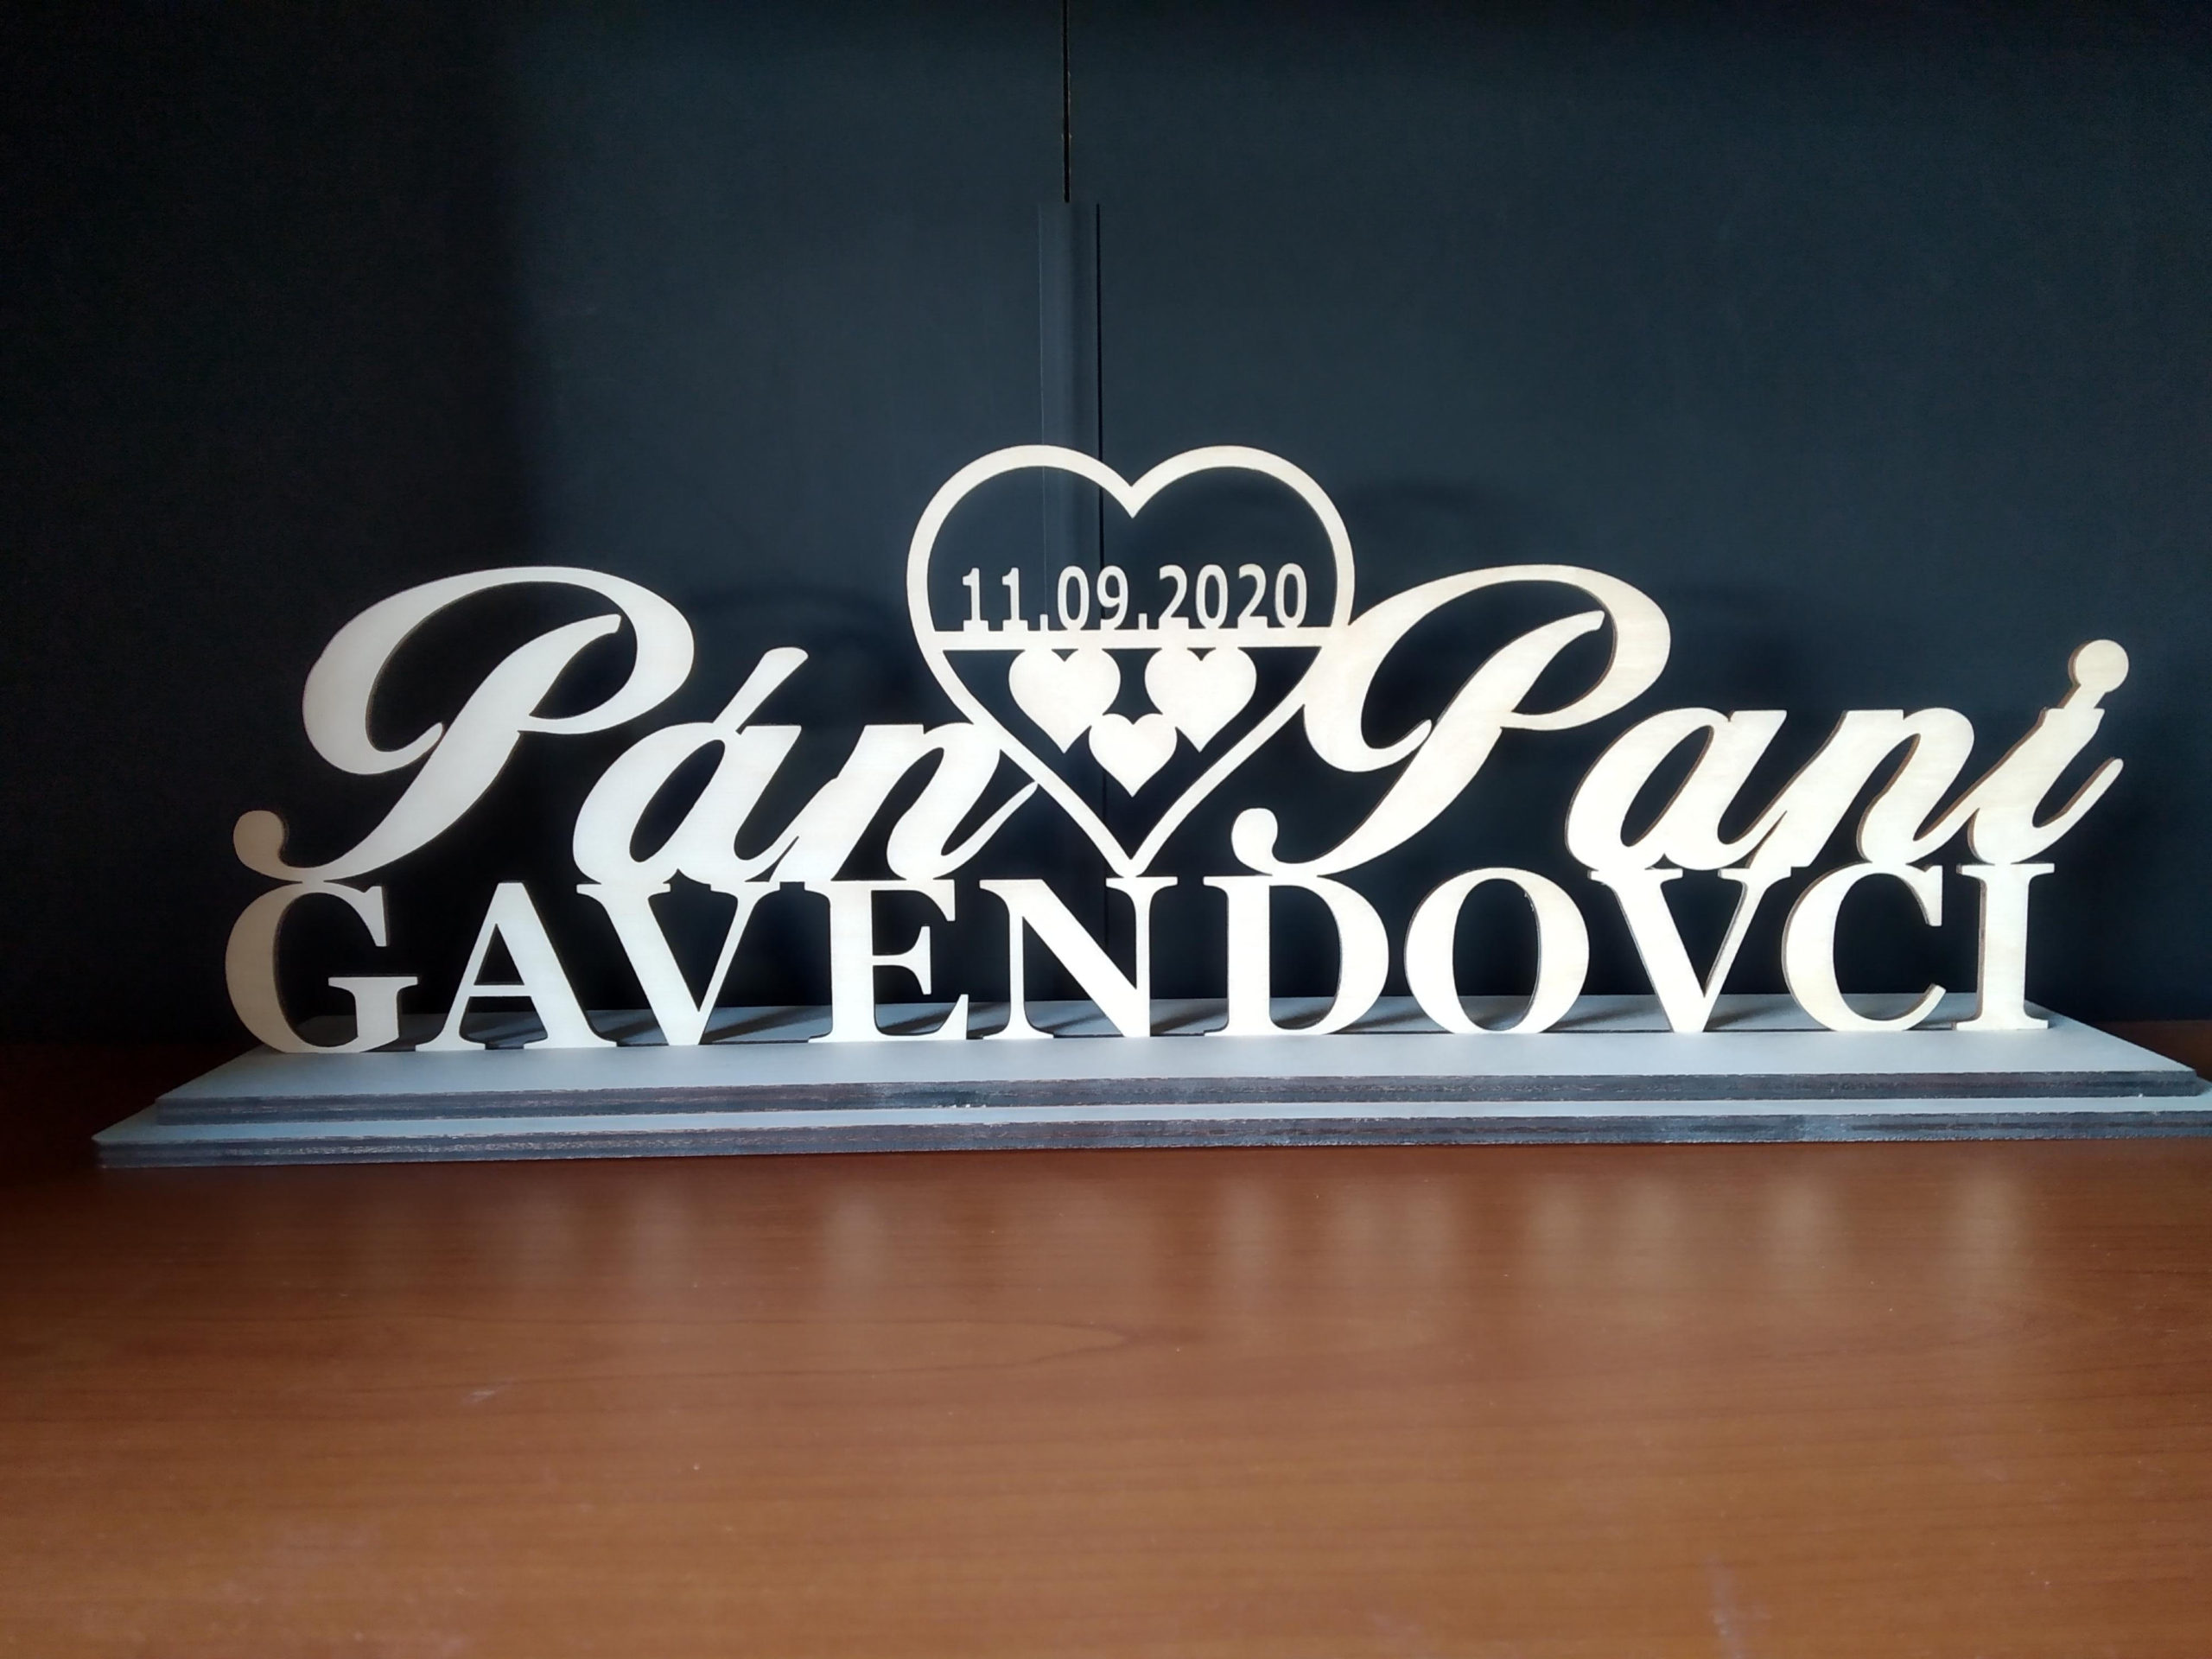 11.09.2020
Pán Pani
GAVENDOVCI